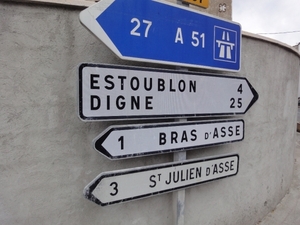 27 A 51
ESTOUBLON 4
DIGNE 25
1 BRAS D'ASSE
3 ST JULIEN D'ASSE